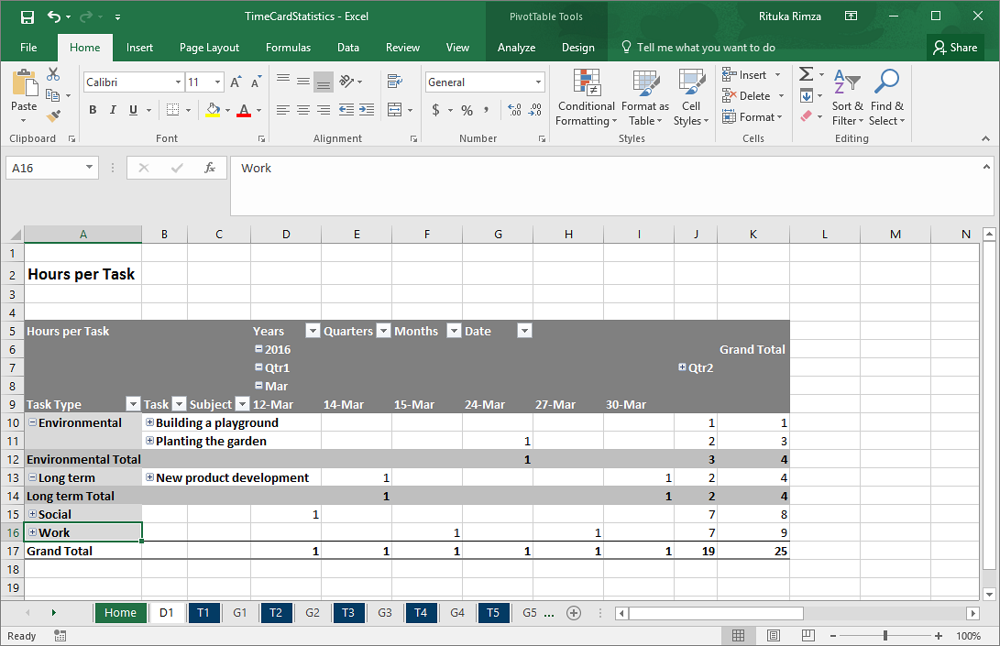 TimeCardStatistics - Excel
PivotTable Tools
Rituka Rimza
File Home Insert Page Layout Formulas Data Review View Analyze Design Tell me what you want to do Share
Paste
Calibri 11
B I U
General
$ % ,
Conditional Formatting
Format as Table
Cell Styles
Insert
Delete
Format
Sort & Filter
Find & Select
Clipboard Font Alignment Number Styles Cells Editing
A16 fx Work
A B C D E F G H I J K L M N
1
2 Hours per Task
3
4
5 Hours per Task Years Quarters Months Date
6 2016 Grand Total
7 Qtr1 Qtr2
8 Mar
9 Task Type Task Subject 12-Mar 14-Mar 15-Mar 24-Mar 27-Mar 30-Mar
10 Environmental Building a playground 1 1
11 Planting the garden 1 2 3
12 Environmental Total 1 3 4
13 Long term New product development 1 1 2 4
14 Long term Total 1 1 2 4
15 Social 1 7 8
16 Work 1 1 7 9
17 Grand Total 1 1 1 1 1 1 19 25
18
19
Home D1 T1 G1 T2 G2 T3 G3 T4 G4 T5 G5 ...
Ready 100%